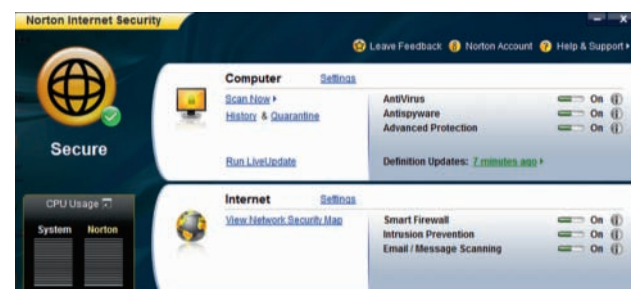 Norton Internet Security
Leave Feedback Norton Account Help & Support
Computer Settings
Scan Now
History & Quarantine
AntiVirus On
Antispyware On
Advanced Protection On
Secure
Run LiveUpdate
Definition Updates: 7 minutes ago
CPU Usage
System Norton
Internet Settings
View Network Security Map
Smart Firewall On
Intrusion Prevention On
Email / Message Scanning On